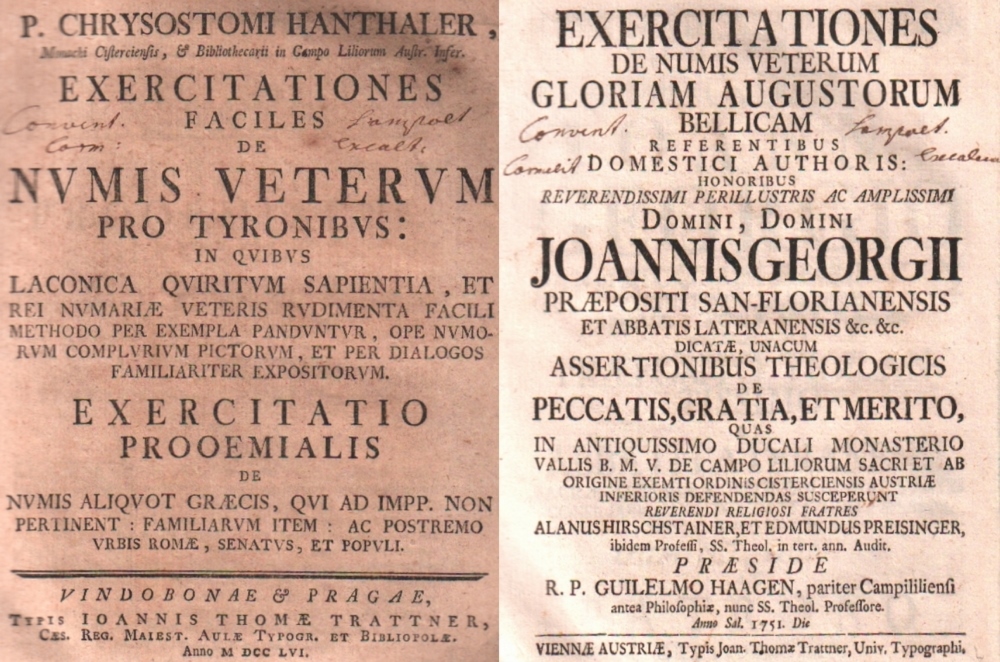 P. CHRYSOSTOMI HANTHALER,
Monachi Cisterciensis, & Bibliothecarii in Campo Liliorum Austr. Infer.
EXERCITATIONES
FACILES
Convent.
DE
NVMIS VETERVM
PRO TYRONIBVS:
IN QVIBVS
LACONICA QVIRITVM SAPIENTIA, ET
REI NVMARIÆ VETERIS RVDIMENTA FACILI
METHODO PER EXEMPLA PANDVNTVR, OPE NVMO-
RVM COMPLVRIVM PICTORVM, ET PER DIALOGOS
FAMILIARITER EXPOSITORVM.
EXERCITATIO
PROOEMIALIS
DE
NVMIS ALIQVOT GRÆCIS, QVI AD IMPP. NON
PERTINENT: FAMILIARVM ITEM: AC POSTREMO
VRBIS ROMÆ, SENATVS, ET POPVLI.
VINDOBONAE & PRAGAE,
TYPIS IOANNIS THOMÆ TRATTNER,
CÆS. REG. MAIEST. AULÆ TYPOGR. ET BIBLIOPOLÆ.
Anno M DCC LVI.
EXERCITATIONES
DE NUMIS VETERUM
GLORIAM AUGUSTORUM
BELLICAM
Convent.
REFERENTIBUS
DOMESTICI AUTHORIS:
HONORIBUS
REVERENDISSIMI PERILLUSTRIS AC AMPLISSIMI
DOMINI, DOMINI
JOANNIS GEORGII
PRÆPOSITI SAN-FLORIANENSIS
ET ABBATIS LATERANENSIS &c. &c.
DICATÆ, UNACUM
ASSERTIONIBUS THEOLOGICIS
DE
PECCATIS, GRATIA, ET MERITO,
QUAS
IN ANTIQUISSIMO DUCALI MONASTERIO
VALLIS B. M. V. DE CAMPO LILIORUM SACRI ET AB
ORIGINE EXEMTI ORDINIS CISTERCIENSIS AUSTRIÆ
INFERIORIS DEFENDENDAS SUSCEPERUNT
REVERENDI RELIGIOSI FRATRES
ALANUS HIRSCHSTAINER, ET EDMUNDUS PREISINGER,
ibidem Professi, SS. Theol. in tert. ann. Audit.
PRÆSIDE
R. P. GUILELMO HAAGEN, pariter Campililiensi
antea Philosophiæ, nunc SS. Theol. Professore.
Anno Sal. 1751. Die
VIENNÆ AUSTRIÆ, Typis Joan. Thomæ Trattner, Univ. Typographi.